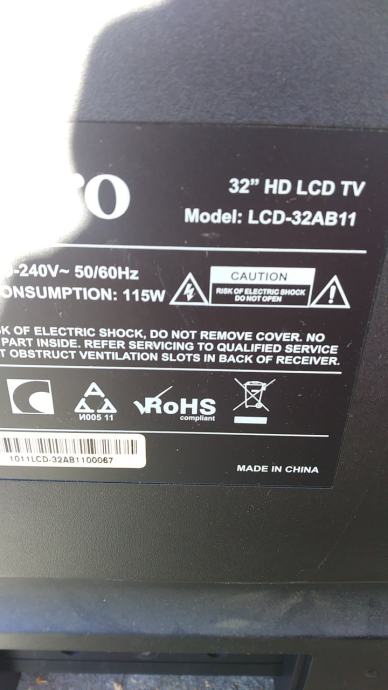 32" HD LCD TV
Model: LCD-32AB11
-240V~ 50/60Hz
ONSUMPTION: 115W
CAUTION
RISK OF ELECTRIC SHOCK
DO NOT OPEN
K OF ELECTRIC SHOCK, DO NOT REMOVE COVER. NO
PART INSIDE. REFER SERVICING TO QUALIFIED SERVICE
T OBSTRUCT VENTILATION SLOTS IN BACK OF RECEIVER.
И005 11
RoHS
compliant
1011LCD-32AB1100067
MADE IN CHINA